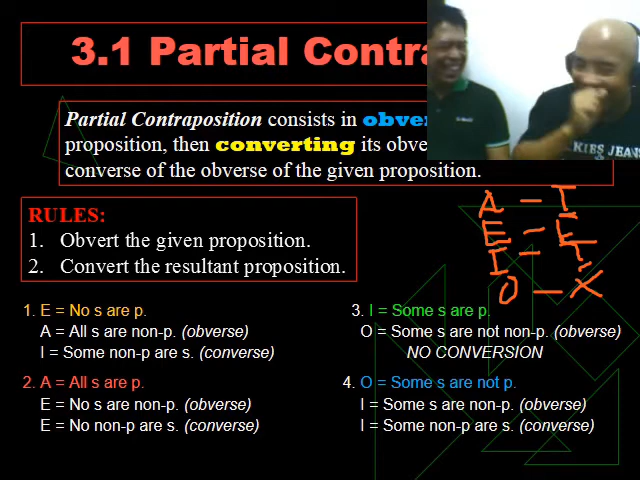 3.1 Partial Contra
Partial Contraposition consists in obver
proposition, then converting its obve
converse of the obverse of the given proposition.
RULES:
1. Obvert the given proposition.
2. Convert the resultant proposition.
A – I
E = E
I = I
O – X
KIES JEANS
1. E = No s are p.
A = All s are non-p. (obverse)
I = Some non-p are s. (converse)
2. A = All s are p.
E = No s are non-p. (obverse)
E = No non-p are s. (converse)
3. I = Some s are p.
O = Some s are not non-p. (obverse)
NO CONVERSION
4. O = Some s are not p.
I = Some s are non-p. (obverse)
I = Some non-p are s. (converse)